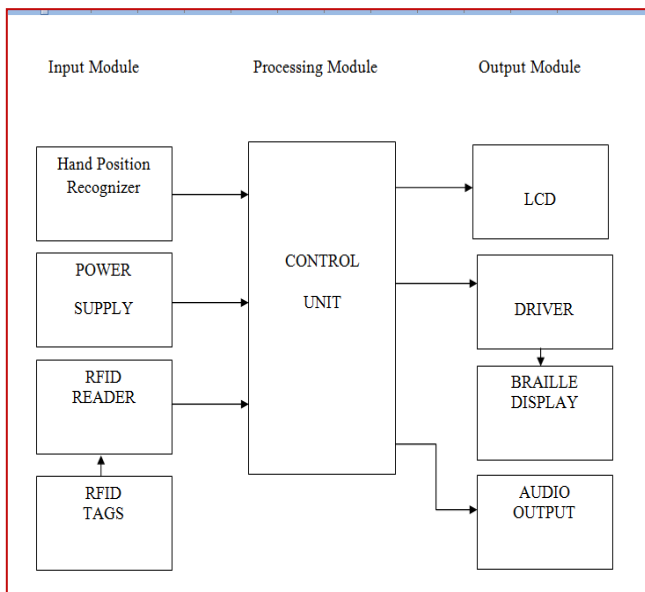 Input Module
Processing Module
Output Module
Hand Position
Recognizer
POWER
SUPPLY
RFID
READER
RFID
TAGS
CONTROL
UNIT
LCD
DRIVER
BRAILLE
DISPLAY
AUDIO
OUTPUT